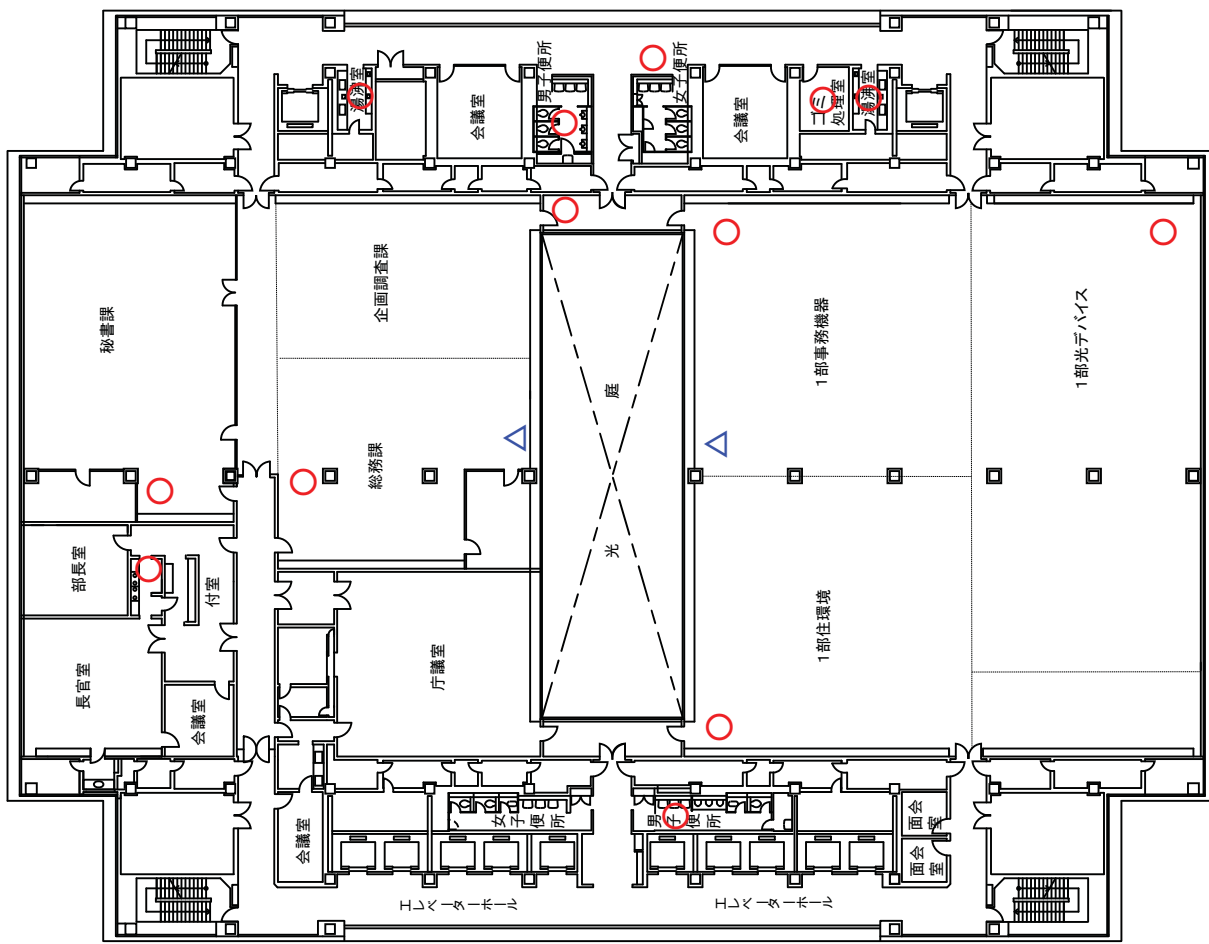 男子便所
女子便所
湯沸室
会議室
会議室
ゴミ
処理室
湯沸室
秘書課
企画調査課
1部事務機器
1部光デバイス
総務課
光
庭
部長室
付室
長官室
会議室
庁議室
1部住環境
会議室
女子便所
男子便所
面会室
面会室
エレベーターホール
エレベーターホール